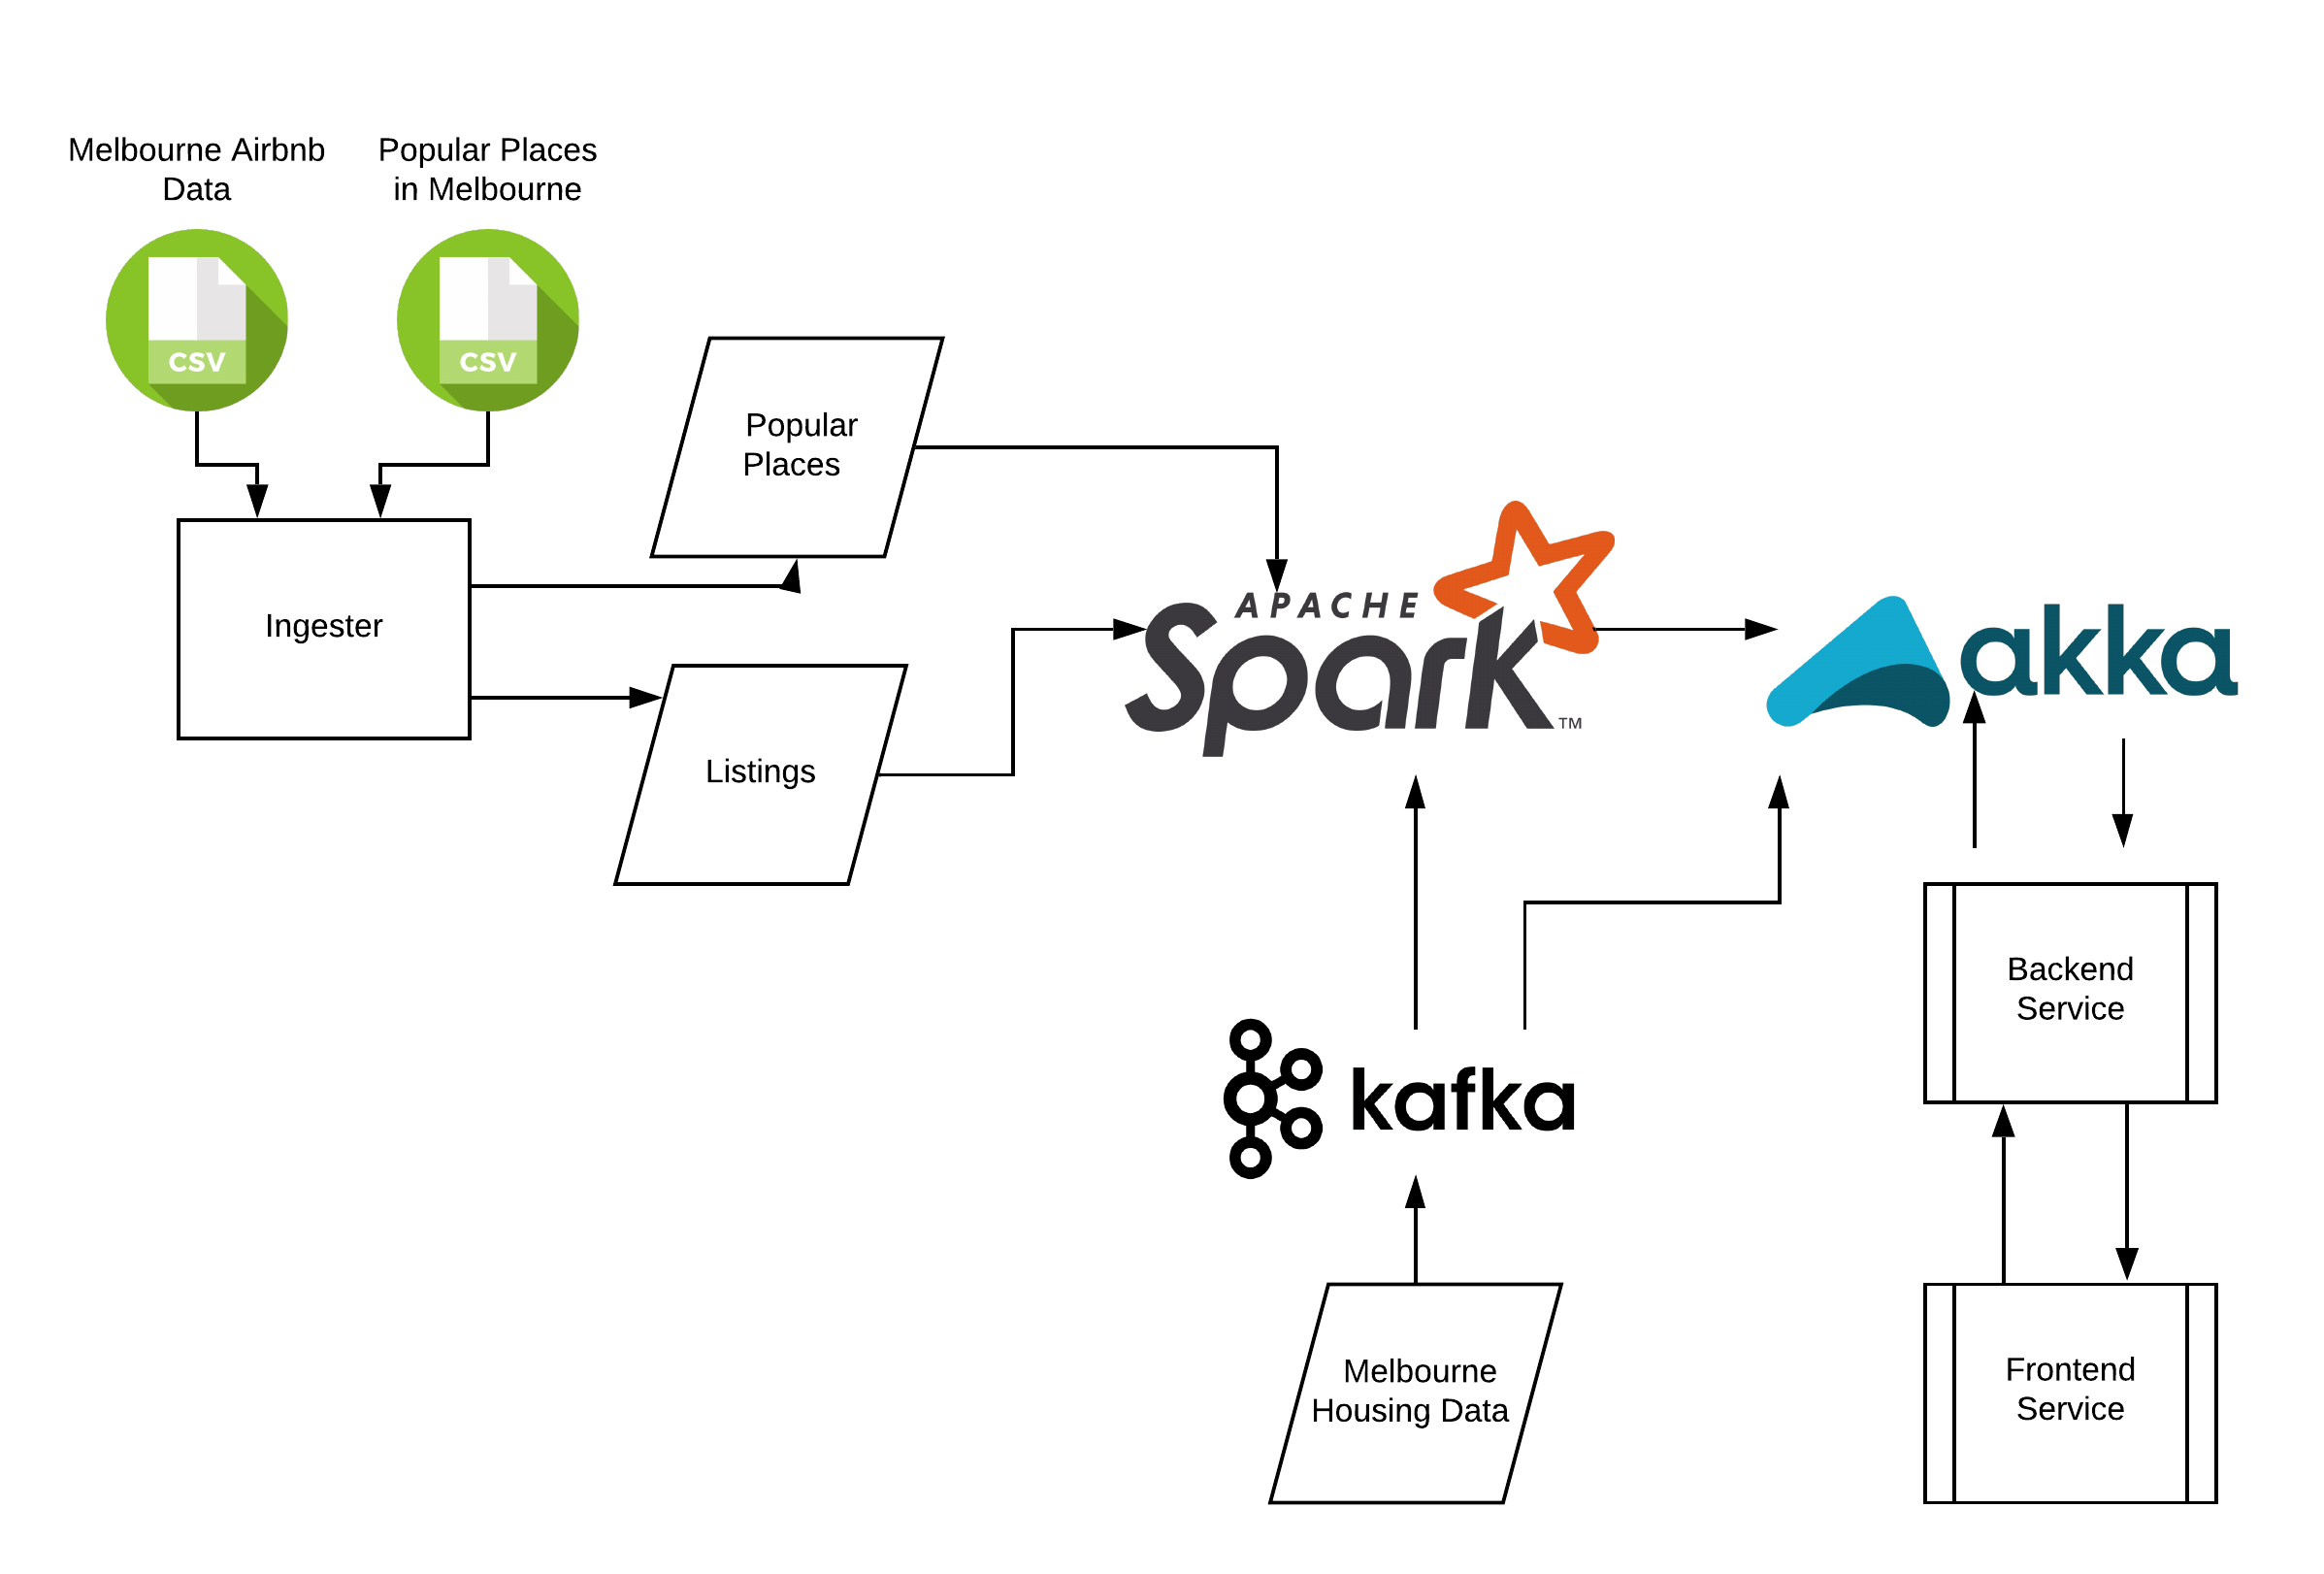 Melbourne Airbnb
Data
Popular Places
in Melbourne
CSV
CSV
Popular
Places
Ingester
Listings
APACHE
Spark™
akka
Backend
Service
kafka
Melbourne
Housing Data
Frontend
Service